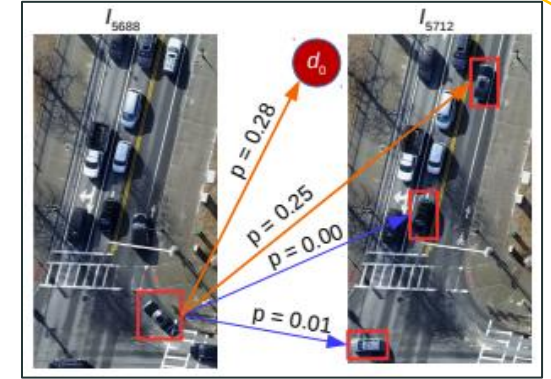 I5688
I5712
d0
p = 0.28
p = 0.25
p = 0.00
p = 0.01